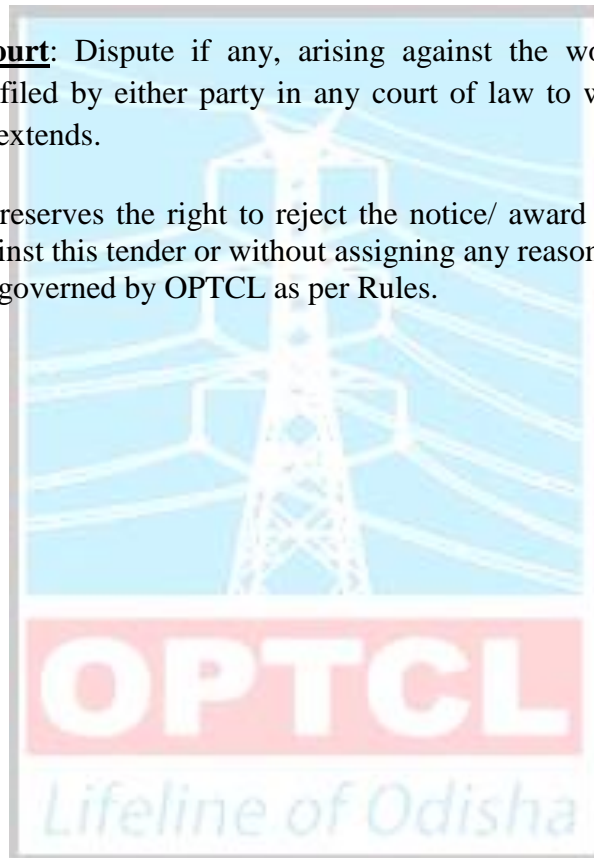 ourt: Dispute if any, arising against the wo
filed by either party in any court of law to w
extends.
reserves the right to reject the notice/ award
inst this tender or without assigning any reason
governed by OPTCL as per Rules.
OPTCL
Lifeline of Odisha